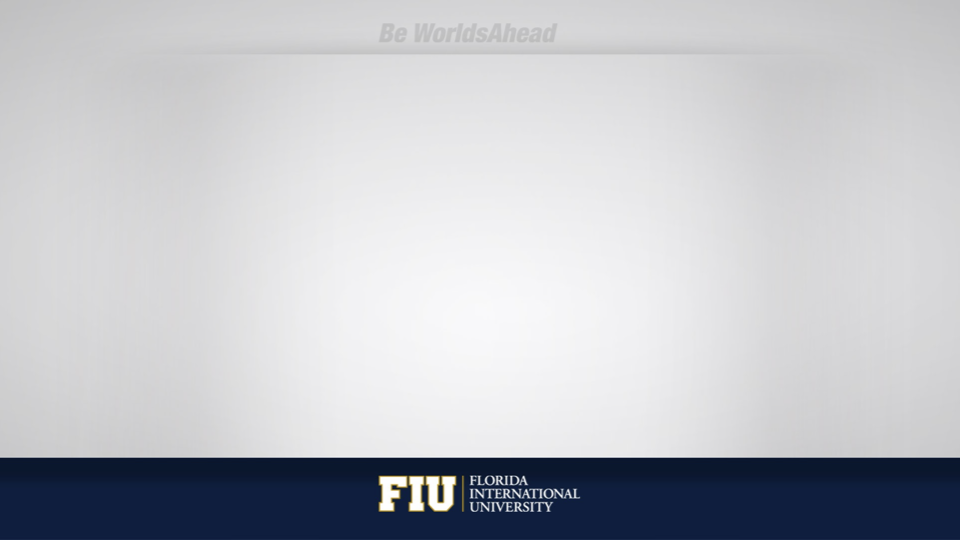 Be WorldsAhead
FIU
FLORIDA
INTERNATIONAL
UNIVERSITY